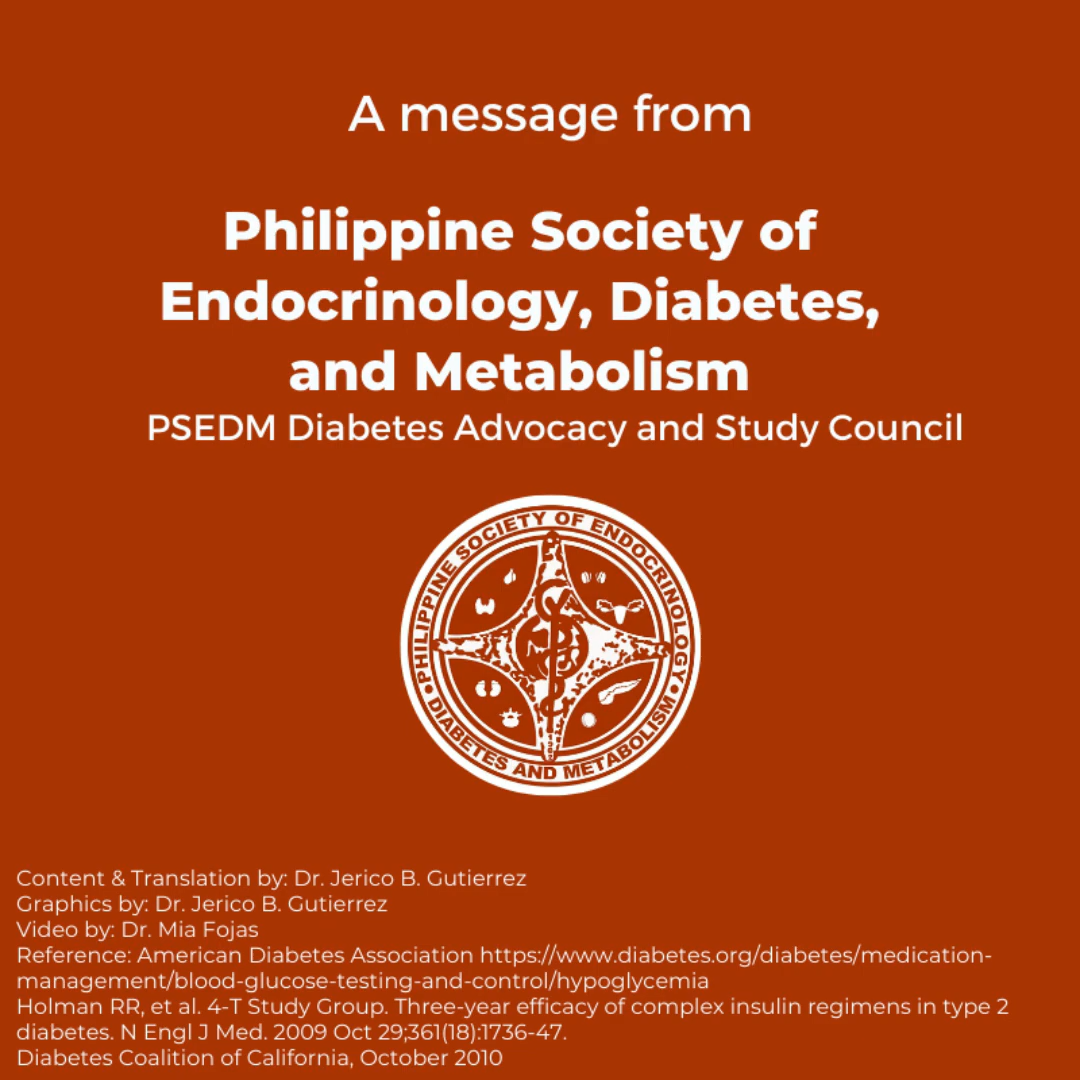 A message from
Philippine Society of
Endocrinology, Diabetes,
and Metabolism
PSEDM Diabetes Advocacy and Study Council
PHILIPPINE SOCIETY OF ENDOCRINOLOGY
• DIABETES AND METABOLISM •
Content & Translation by: Dr. Jerico B. Gutierrez
Graphics by: Dr. Jerico B. Gutierrez
Video by: Dr. Mia Fojas
Reference: American Diabetes Association https://www.diabetes.org/diabetes/medication-
management/blood-glucose-testing-and-control/hypoglycemia
Holman RR, et al. 4-T Study Group. Three-year efficacy of complex insulin regimens in type 2
diabetes. N Engl J Med. 2009 Oct 29;361(18):1736-47.
Diabetes Coalition of California, October 2010